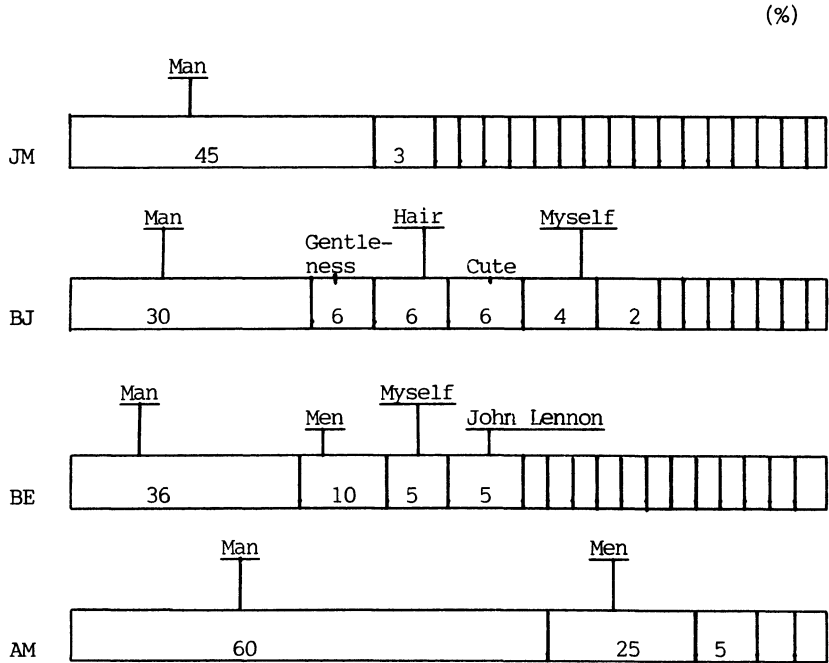 (%)
Man
JM 45 3
Man Hair Myself
Gentle-
ness Cute
BJ 30 6 6 6 4 2
Man Myself
Men John Lennon
BE 36 10 5 5
Man Men
AM 60 25 5